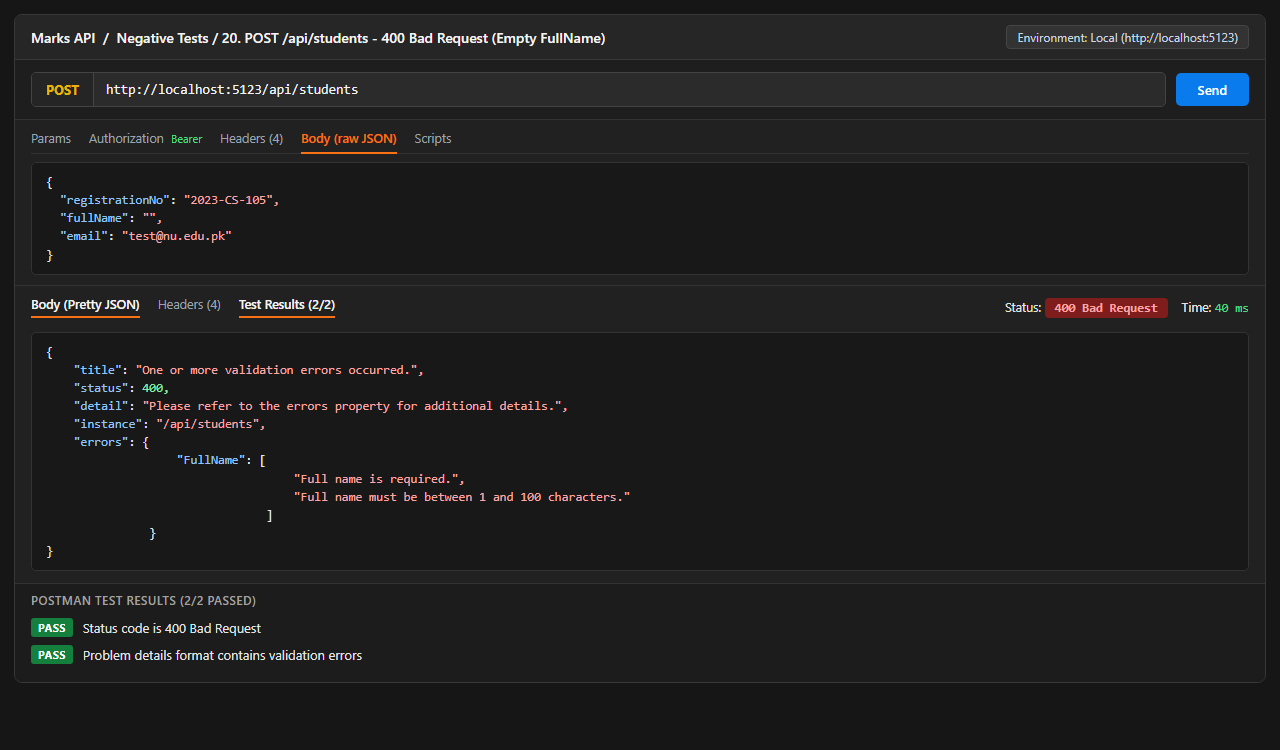 Marks API / Negative Tests / 20. POST /api/students - 400 Bad Request (Empty FullName)
Environment: Local (http://localhost:5123)
POST http://localhost:5123/api/students
Send
Params Authorization Bearer Headers (4) Body (raw JSON) Scripts
{
  "registrationNo": "2023-CS-105",
  "fullName": "",
  "email": "test@nu.edu.pk"
}
Body (Pretty JSON) Headers (4) Test Results (2/2)
Status: 400 Bad Request Time: 40 ms
{
    "title": "One or more validation errors occurred.",
    "status": 400,
    "detail": "Please refer to the errors property for additional details.",
    "instance": "/api/students",
    "errors": {
                   "FullName": [
                                    "Full name is required.",
                                    "Full name must be between 1 and 100 characters."
                                ]
               }
}
POSTMAN TEST RESULTS (2/2 PASSED)
PASS Status code is 400 Bad Request
PASS Problem details format contains validation errors